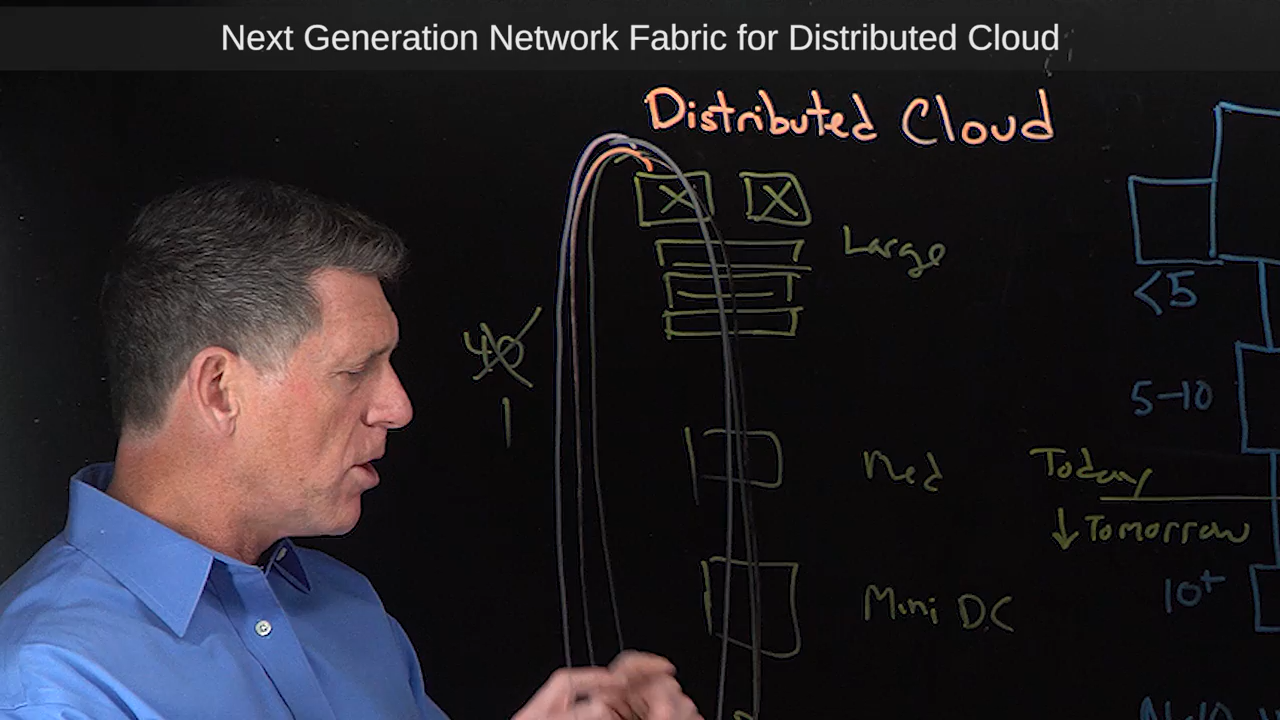 Next Generation Network Fabric for Distributed Cloud
Distributed Cloud
X X
Large
<5
40
1
5-10
Med
Today
↓ Tomorrow
10+
Mini DC